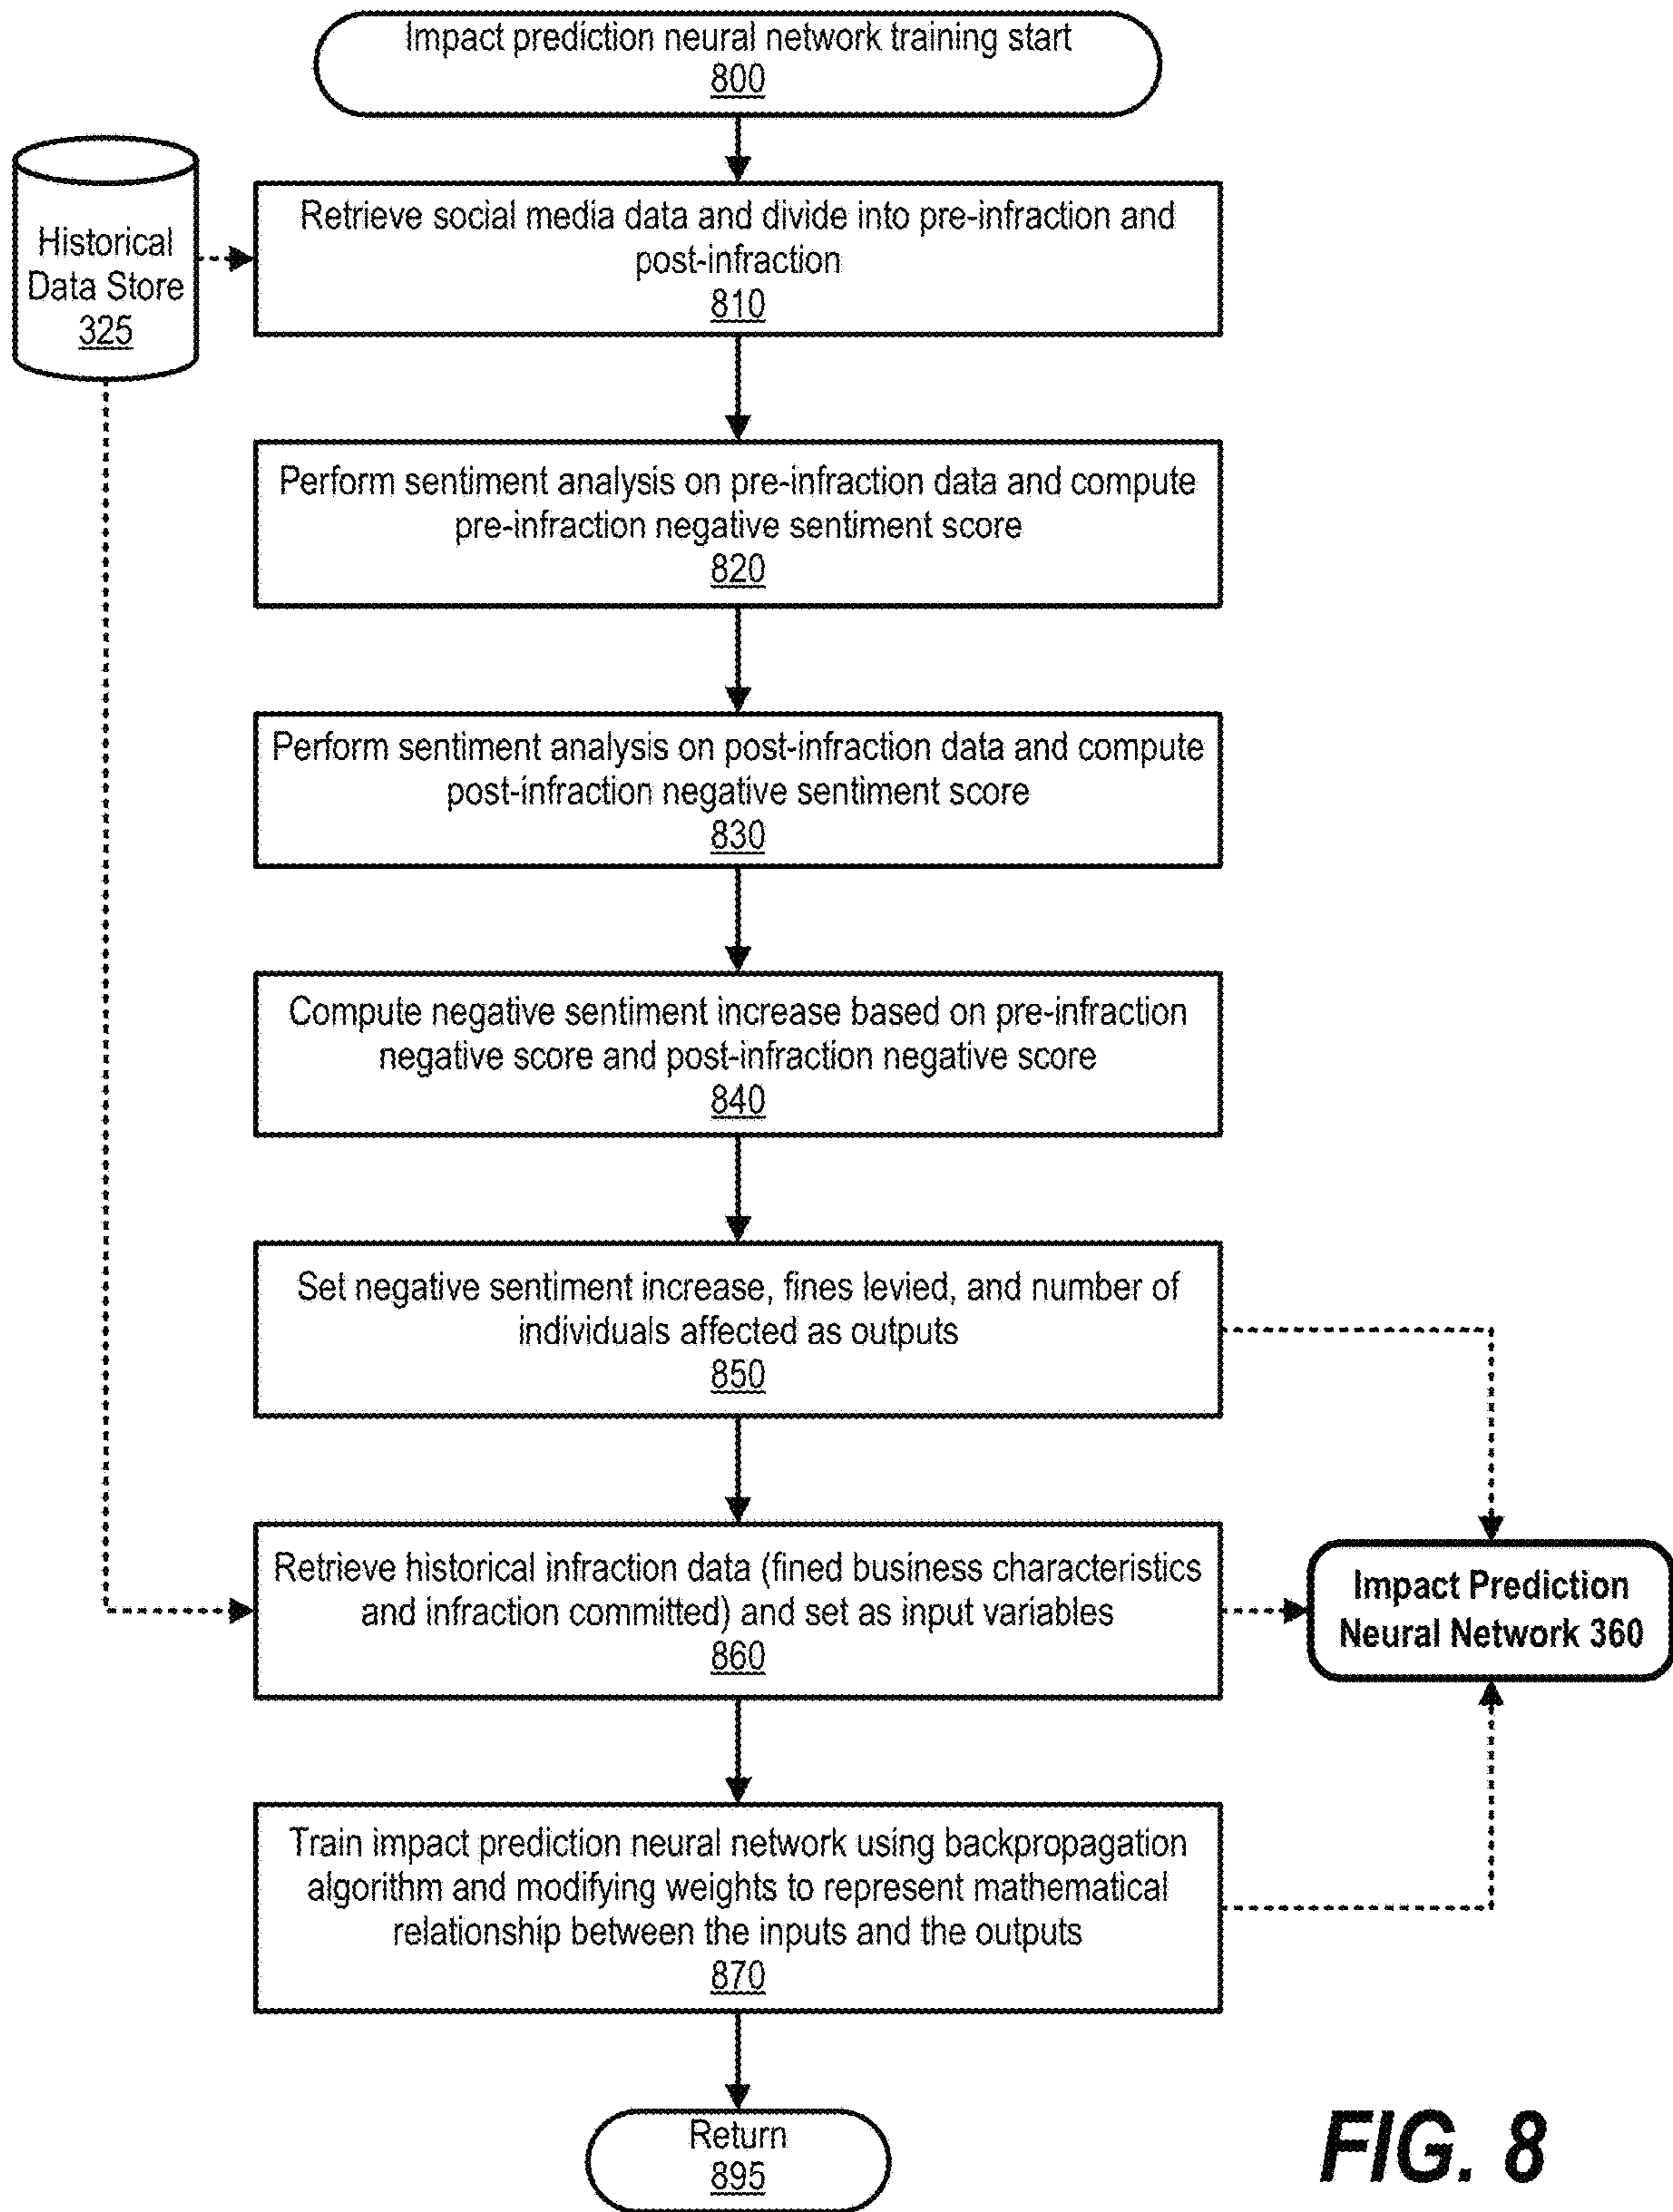 Impact prediction neural network training start
800
Historical
Data Store
325
Retrieve social media data and divide into pre-infraction and
post-infraction
810
Perform sentiment analysis on pre-infraction data and compute
pre-infraction negative sentiment score
820
Perform sentiment analysis on post-infraction data and compute
post-infraction negative sentiment score
830
Compute negative sentiment increase based on pre-infraction
negative score and post-infraction negative score
840
Set negative sentiment increase, fines levied, and number of
individuals affected as outputs
850
Retrieve historical infraction data (fined business characteristics
and infraction committed) and set as input variables
860
Impact Prediction
Neural Network 360
Train impact prediction neural network using backpropagation
algorithm and modifying weights to represent mathematical
relationship between the inputs and the outputs
870
Return
895
FIG. 8